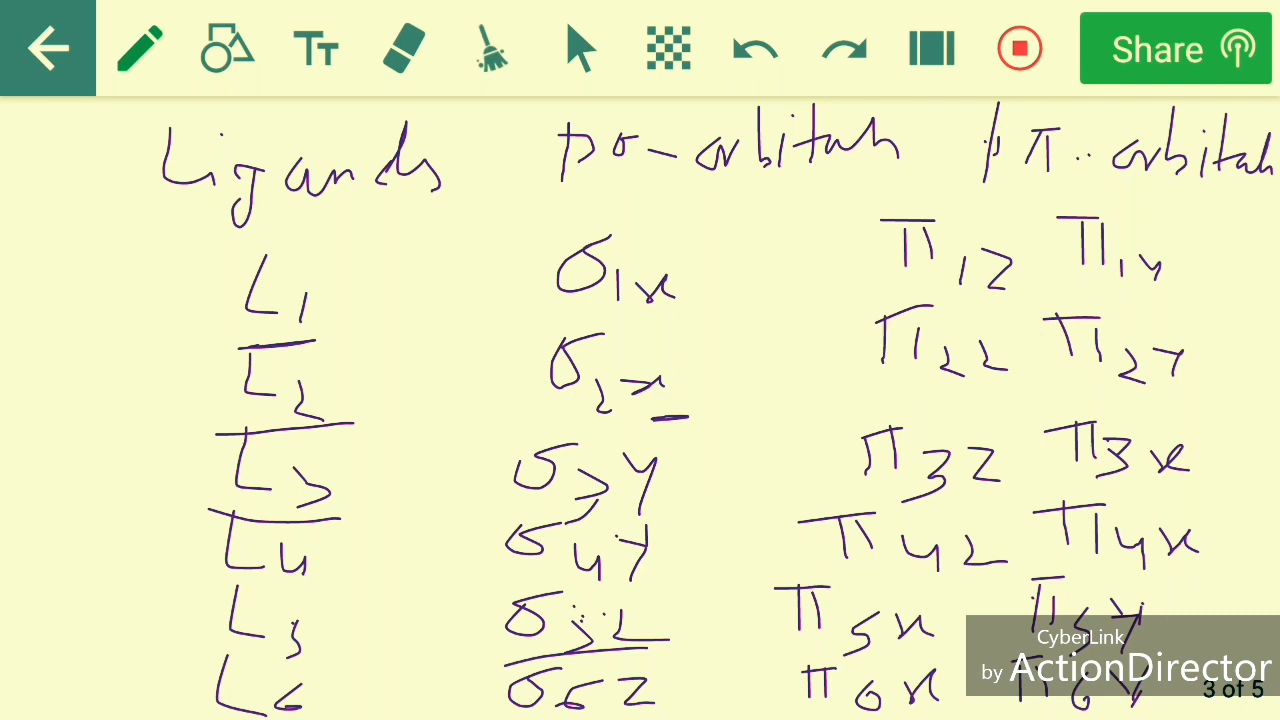 Share
Ligands pσ-orbitals pπ-orbitals
L1 σ1x π1z π1y
L2 σ2x π2z π2y
L3 σ3y π3z π3x
L4 σ4y π4z π4x
L5 σ5z π5x π5y
L6 σ6z π6x π6y
CyberLink
by ActionDirector
3 of 5